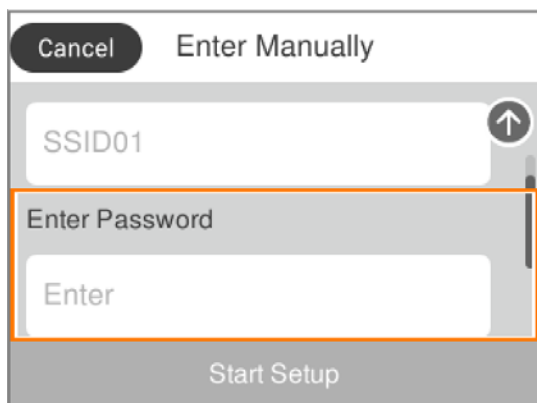 Cancel Enter Manually
SSID01
Enter Password
Enter
Start Setup